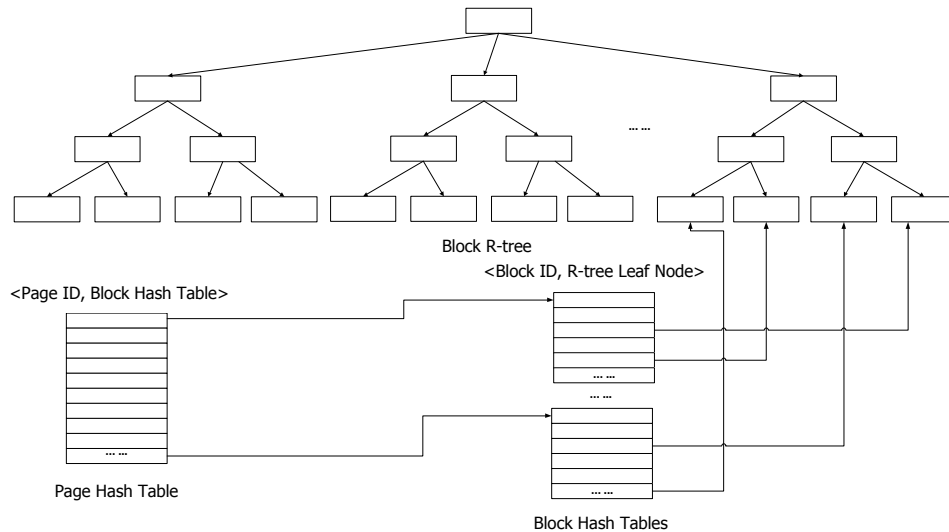 ... ...
Block R-tree
<Block ID, R-tree Leaf Node>
<Page ID, Block Hash Table>
... ...
... ...
... ...
... ...
Page Hash Table
Block Hash Tables